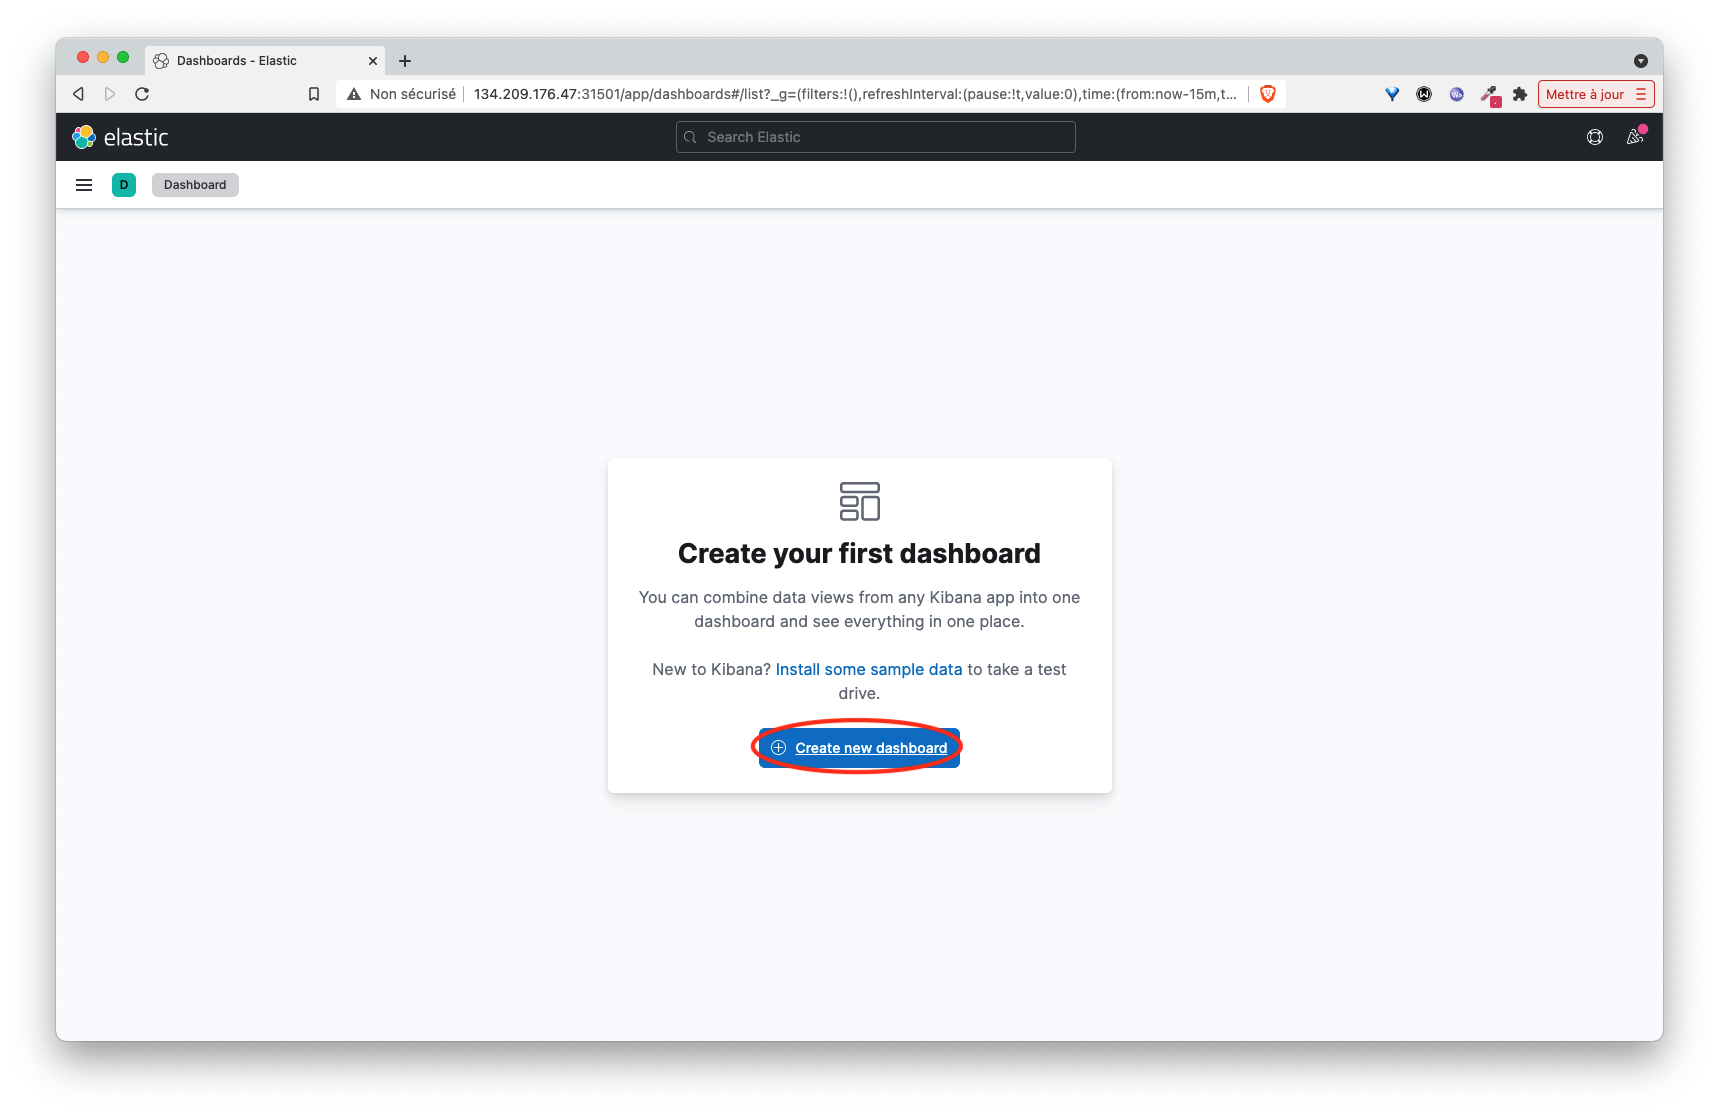 Dashboards - Elastic
Non sécurisé 134.209.176.47:31501/app/dashboards#/list?_g=(filters:!(),refreshInterval:(pause:!t,value:0),time:(from:now-15m,t...
Mettre à jour
elastic
Search Elastic
D Dashboard
Create your first dashboard
You can combine data views from any Kibana app into one
dashboard and see everything in one place.
New to Kibana? Install some sample data to take a test
drive.
Create new dashboard